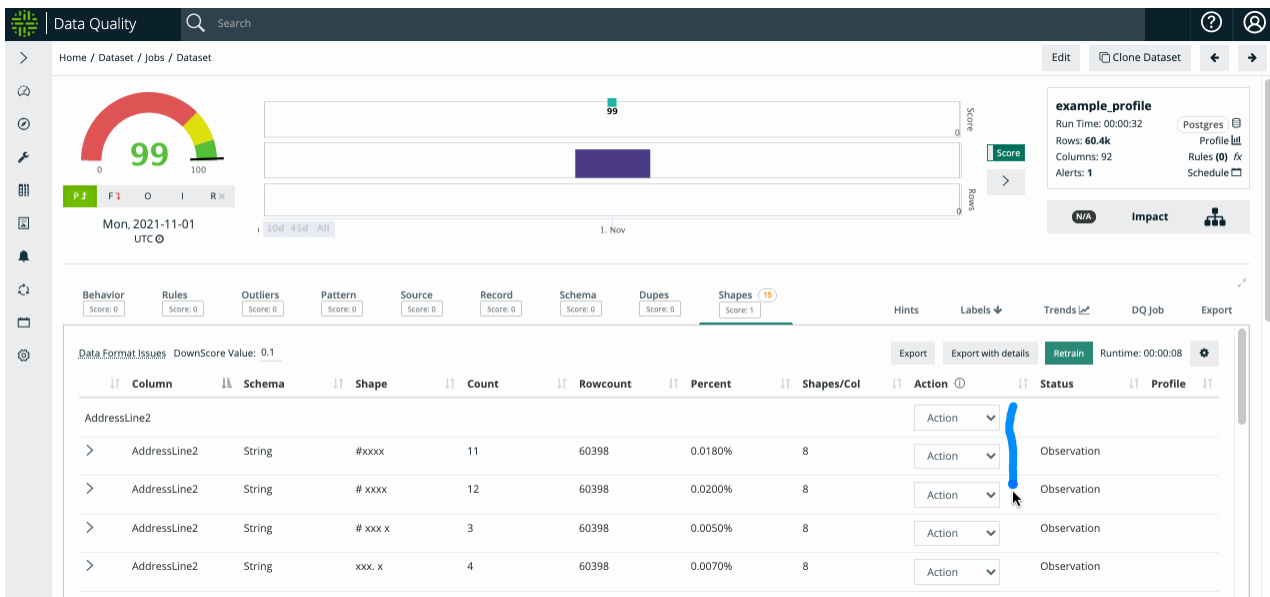 Data Quality
Search
Home / Dataset / Jobs / Dataset
Edit
Clone Dataset
99
0
100
P F O I R
Mon, 2021-11-01
UTC
99
Score
0
Rows
0
10d 45d All
1. Nov
Score
example_profile
Run Time: 00:00:32
Postgres
Rows: 60.4k
Profile
Columns: 92
Rules (0) fx
Alerts: 1
Schedule
N/A
Impact
Behavior
Score: 0
Rules
Score: 0
Outliers
Score: 0
Pattern
Score: 0
Source
Score: 0
Record
Score: 0
Schema
Score: 0
Dupes
Score: 0
Shapes 15
Score: 1
Hints
Labels
Trends
DQ Job
Export
Data Format Issues DownScore Value: 0.1
Export
Export with details
Retrain
Runtime: 00:00:08
Column Schema Shape Count Rowcount Percent Shapes/Col Action Status Profile
AddressLine2 Action
AddressLine2 String #xxxx 11 60398 0.0180% 8 Action Observation
AddressLine2 String # xxxx 12 60398 0.0200% 8 Action Observation
AddressLine2 String # xxx x 3 60398 0.0050% 8 Action Observation
AddressLine2 String xxx. x 4 60398 0.0070% 8 Action Observation